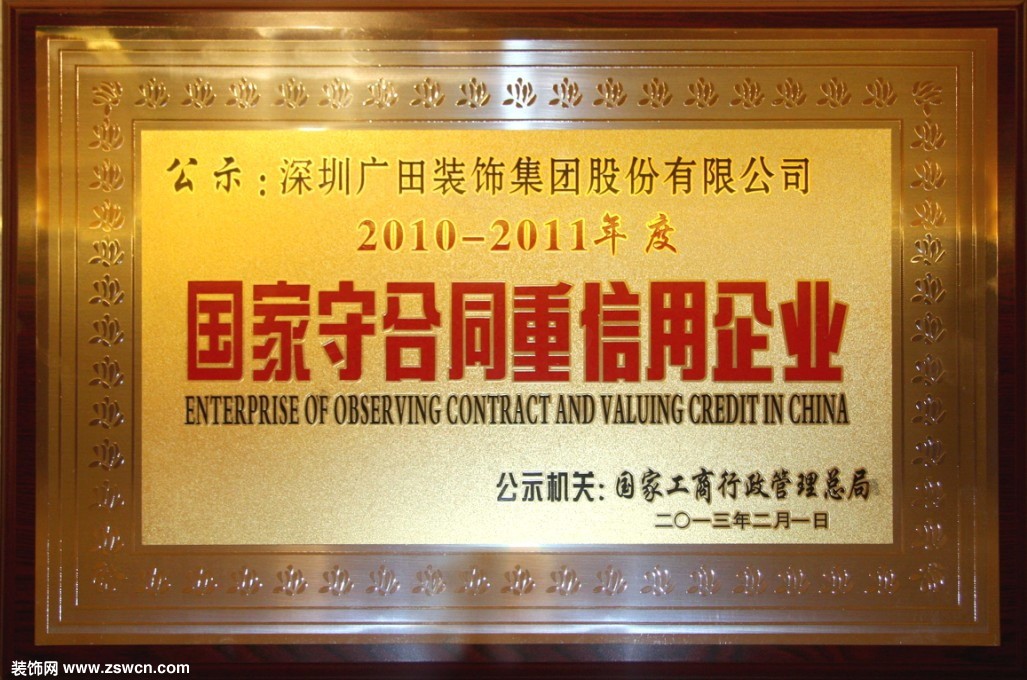 公示:深圳广田装饰集团股份有限公司
2010-2011年度
国家守合同重信用企业
ENTERPRISE OF OBSERVING CONTRACT AND VALUING CREDIT IN CHINA
公示机关:国家工商行政管理总局
二〇一三年二月一日
装饰网 www.zswcn.com